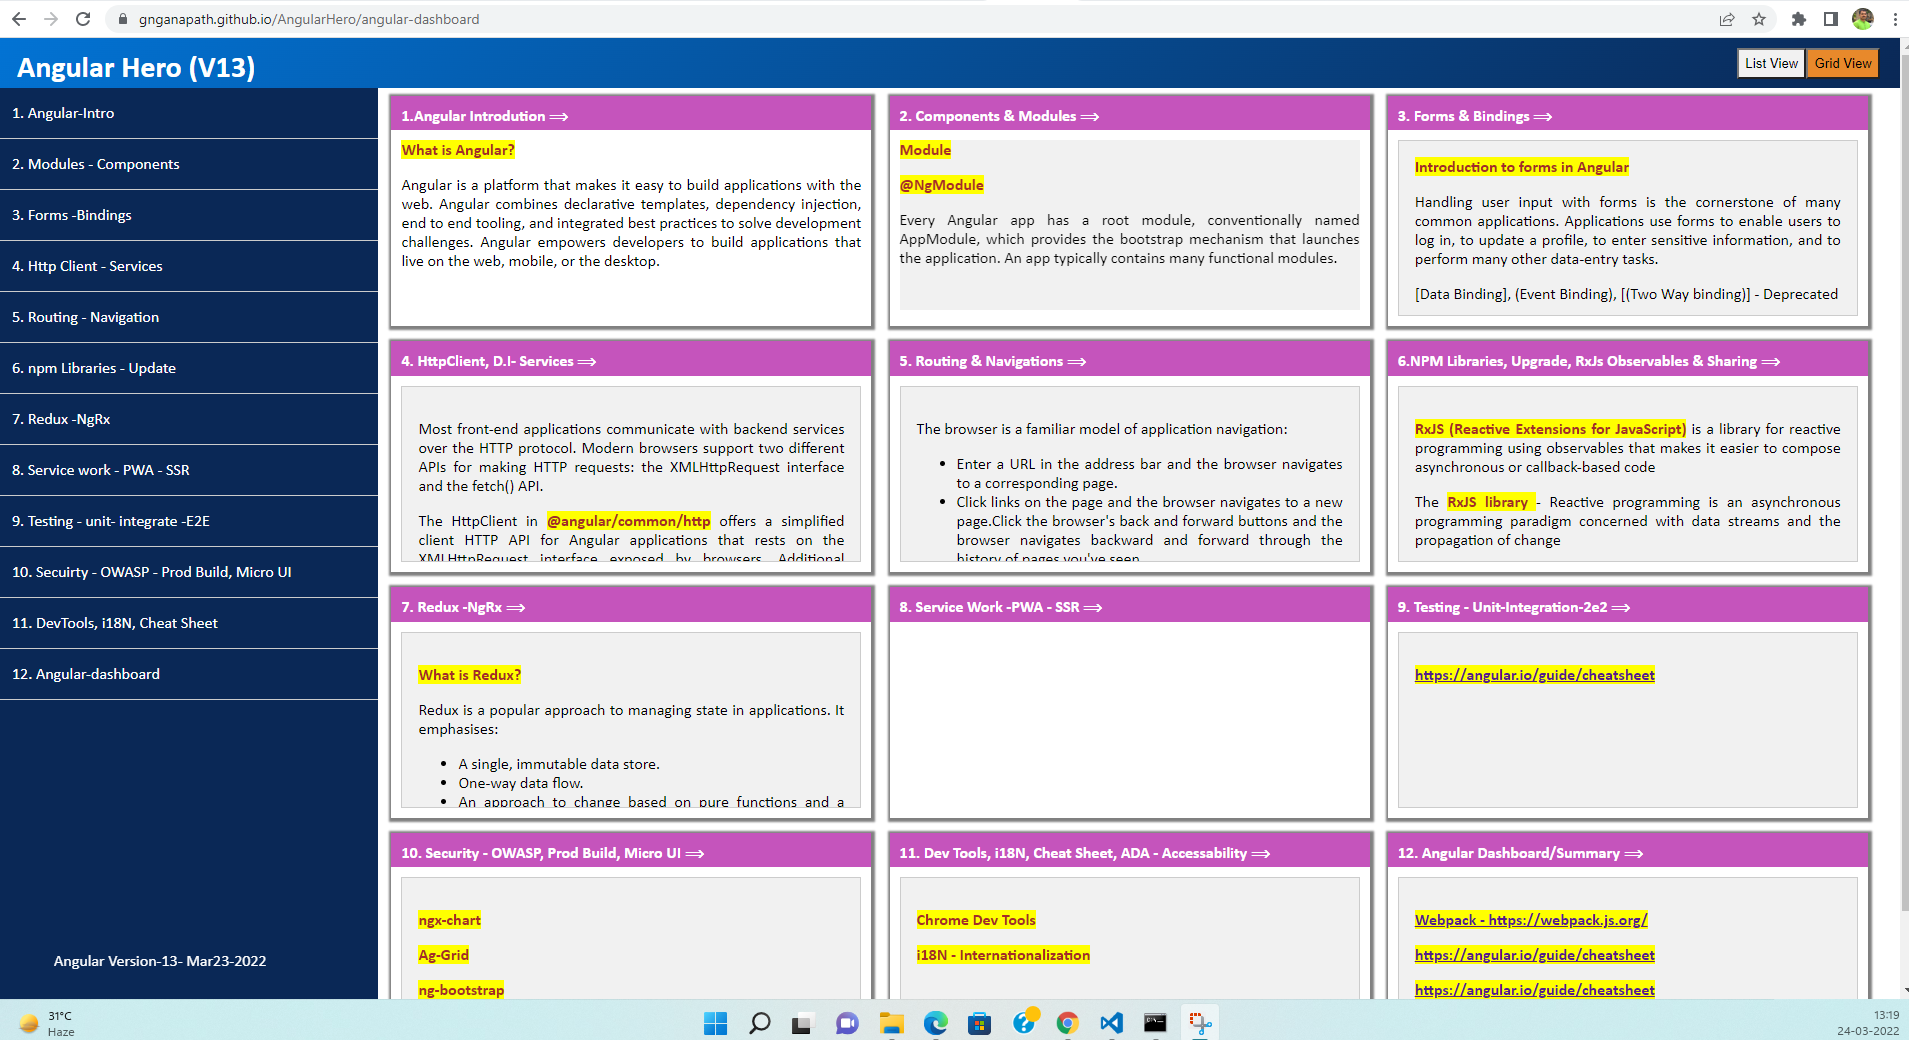 gnganapath.github.io/AngularHero/angular-dashboard
Angular Hero (V13)
List View
Grid View
1. Angular-Intro
2. Modules - Components
3. Forms -Bindings
4. Http Client - Services
5. Routing - Navigation
6. npm Libraries - Update
7. Redux -NgRx
8. Service work - PWA - SSR
9. Testing - unit- integrate -E2E
10. Secuirty - OWASP - Prod Build, Micro UI
11. DevTools, i18N, Cheat Sheet
12. Angular-dashboard
Angular Version-13- Mar23-2022
1.Angular Introdution ⟹
What is Angular?
Angular is a platform that makes it easy to build applications with the
web. Angular combines declarative templates, dependency injection,
end to end tooling, and integrated best practices to solve development
challenges. Angular empowers developers to build applications that
live on the web, mobile, or the desktop.
2. Components & Modules ⟹
Module
@NgModule
Every Angular app has a root module, conventionally named
AppModule, which provides the bootstrap mechanism that launches
the application. An app typically contains many functional modules.
3. Forms & Bindings ⟹
Introduction to forms in Angular
Handling user input with forms is the cornerstone of many
common applications. Applications use forms to enable users to
log in, to update a profile, to enter sensitive information, and to
perform many other data-entry tasks.
[Data Binding], (Event Binding), [(Two Way binding)] - Deprecated
4. HttpClient, D.I- Services ⟹
Most front-end applications communicate with backend services
over the HTTP protocol. Modern browsers support two different
APIs for making HTTP requests: the XMLHttpRequest interface
and the fetch() API.
The HttpClient in @angular/common/http offers a simplified
client HTTP API for Angular applications that rests on the
XMLHttpRequest interface exposed by browsers. Additional
5. Routing & Navigations ⟹
The browser is a familiar model of application navigation:
• Enter a URL in the address bar and the browser navigates
to a corresponding page.
• Click links on the page and the browser navigates to a new
page.Click the browser's back and forward buttons and the
browser navigates backward and forward through the
history of pages you've seen
6.NPM Libraries, Upgrade, RxJs Observables & Sharing ⟹
RxJS (Reactive Extensions for JavaScript) is a library for reactive
programming using observables that makes it easier to compose
asynchronous or callback-based code
The RxJS library - Reactive programming is an asynchronous
programming paradigm concerned with data streams and the
propagation of change
7. Redux -NgRx ⟹
What is Redux?
Redux is a popular approach to managing state in applications. It
emphasises:
• A single, immutable data store.
• One-way data flow.
• An approach to change based on pure functions and a
8. Service Work -PWA - SSR ⟹
9. Testing - Unit-Integration-2e2 ⟹
https://angular.io/guide/cheatsheet
10. Security - OWASP, Prod Build, Micro UI ⟹
ngx-chart
Ag-Grid
ng-bootstrap
11. Dev Tools, i18N, Cheat Sheet, ADA - Accessability ⟹
Chrome Dev Tools
i18N - Internationalization
12. Angular Dashboard/Summary ⟹
Webpack - https://webpack.js.org/
https://angular.io/guide/cheatsheet
https://angular.io/guide/cheatsheet
31°C
Haze
13:19
24-03-2022